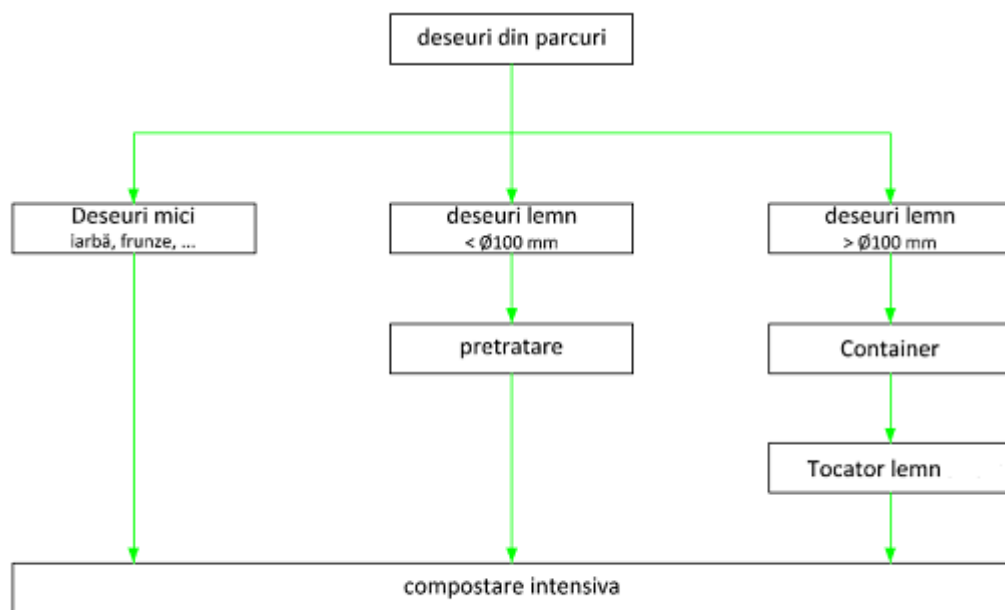 deseuri din parcuri
Deseuri mici
iarbă, frunze, ...
deseuri lemn
< Ø100 mm
deseuri lemn
> Ø100 mm
pretratare
Container
Tocator lemn
compostare intensiva